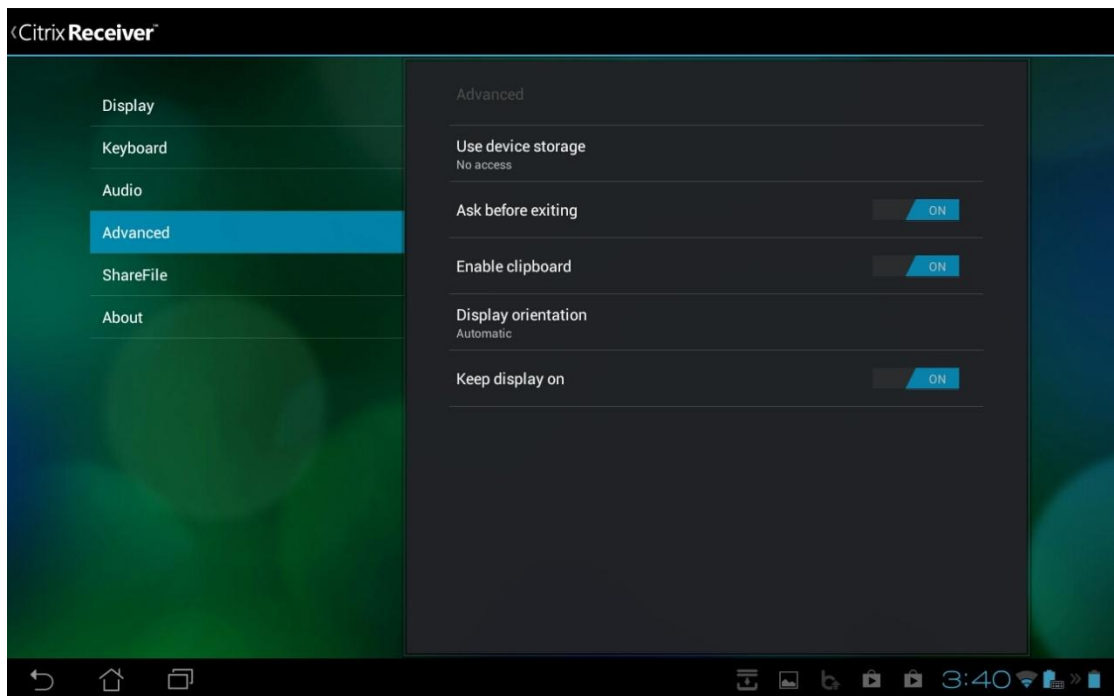 Citrix Receiver™
Display
Keyboard
Audio
Advanced
ShareFile
About
Advanced
Use device storage
No access
Ask before exiting
ON
Enable clipboard
ON
Display orientation
Automatic
Keep display on
ON
3:40